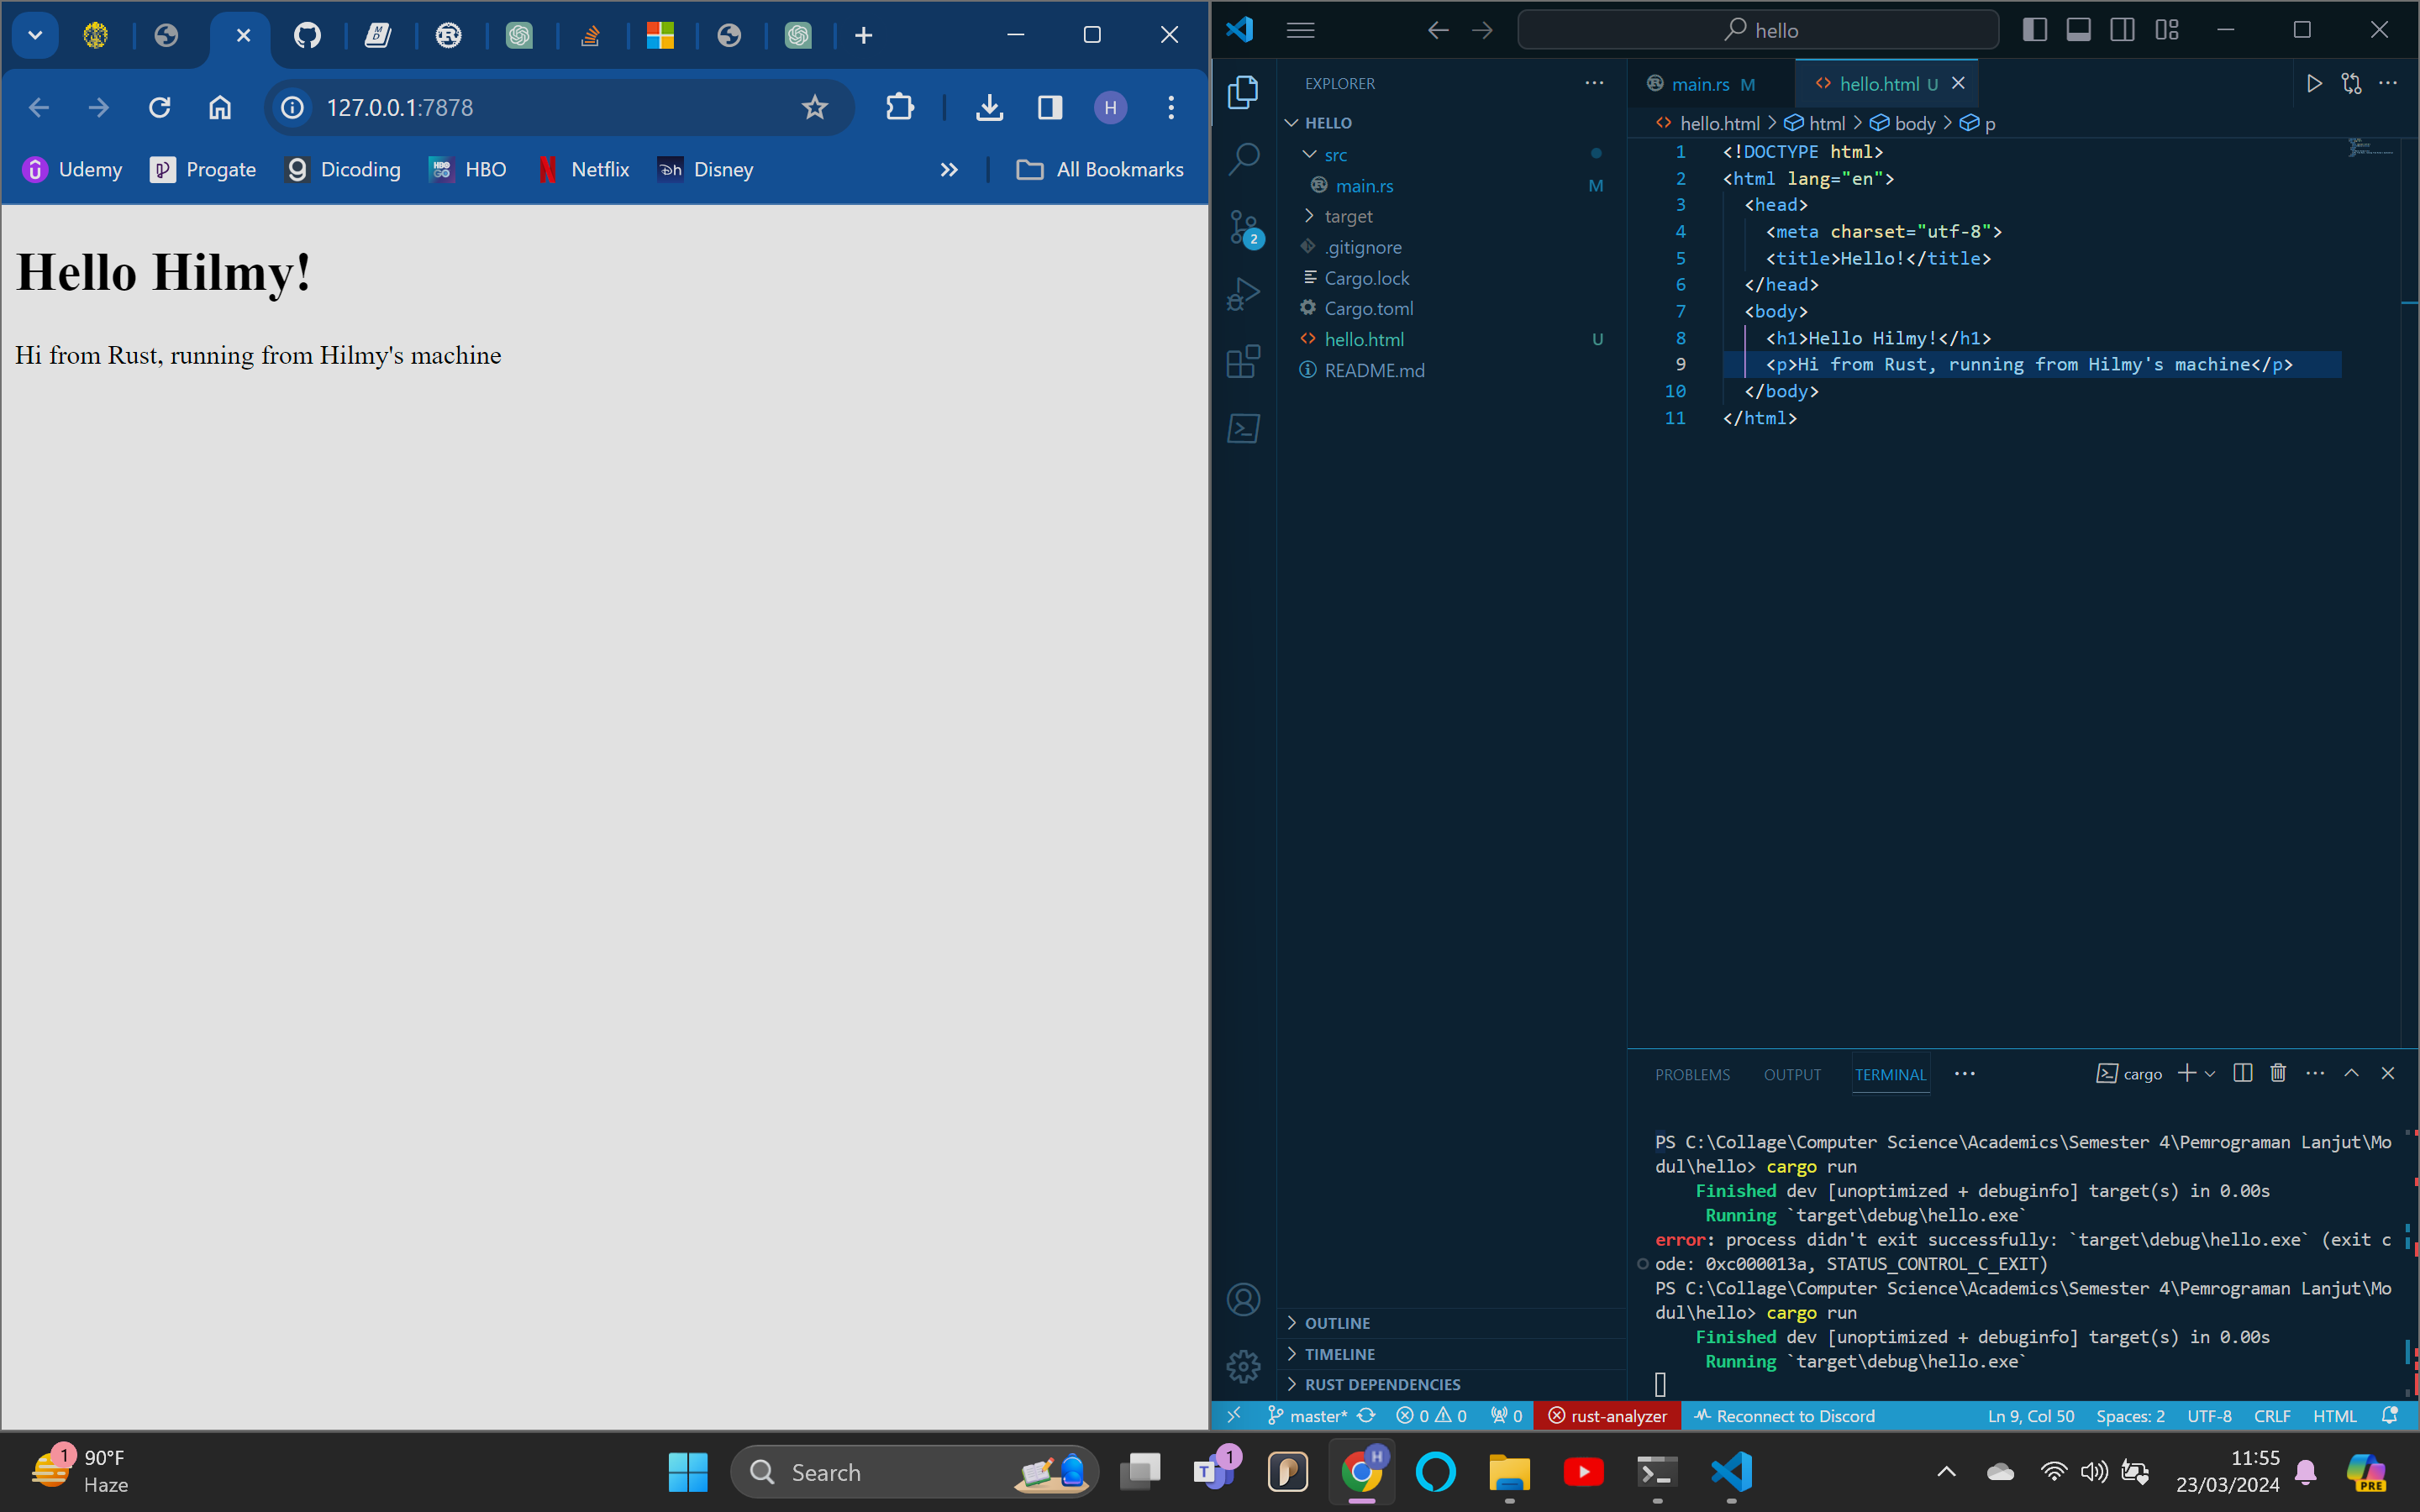 127.0.0.1:7878
H
Udemy
Progate
Dicoding
HBO
Netflix
Disney
All Bookmarks
Hello Hilmy!
Hi from Rust, running from Hilmy's machine
hello
EXPLORER
HELLO
src
main.rs M
target
.gitignore
Cargo.lock
Cargo.toml
hello.html U
README.md
2
OUTLINE
TIMELINE
RUST DEPENDENCIES
main.rs M
hello.html U
hello.html > html > body > p
1 <!DOCTYPE html>
2 <html lang="en">
3 <head>
4 <meta charset="utf-8">
5 <title>Hello!</title>
6 </head>
7 <body>
8 <h1>Hello Hilmy!</h1>
9 <p>Hi from Rust, running from Hilmy's machine</p>
10 </body>
11 </html>
PROBLEMS OUTPUT TERMINAL
cargo
PS C:\Collage\Computer Science\Academics\Semester 4\Pemrograman Lanjut\Mo
dul\hello> cargo run
Finished dev [unoptimized + debuginfo] target(s) in 0.00s
Running `target\debug\hello.exe`
error: process didn't exit successfully: `target\debug\hello.exe` (exit c
ode: 0xc000013a, STATUS_CONTROL_C_EXIT)
PS C:\Collage\Computer Science\Academics\Semester 4\Pemrograman Lanjut\Mo
dul\hello> cargo run
Finished dev [unoptimized + debuginfo] target(s) in 0.00s
Running `target\debug\hello.exe`
master* 0 0 0 rust-analyzer Reconnect to Discord Ln 9, Col 50 Spaces: 2 UTF-8 CRLF HTML
1
90°F
Haze
Search
1
H
11:55
23/03/2024
PRE